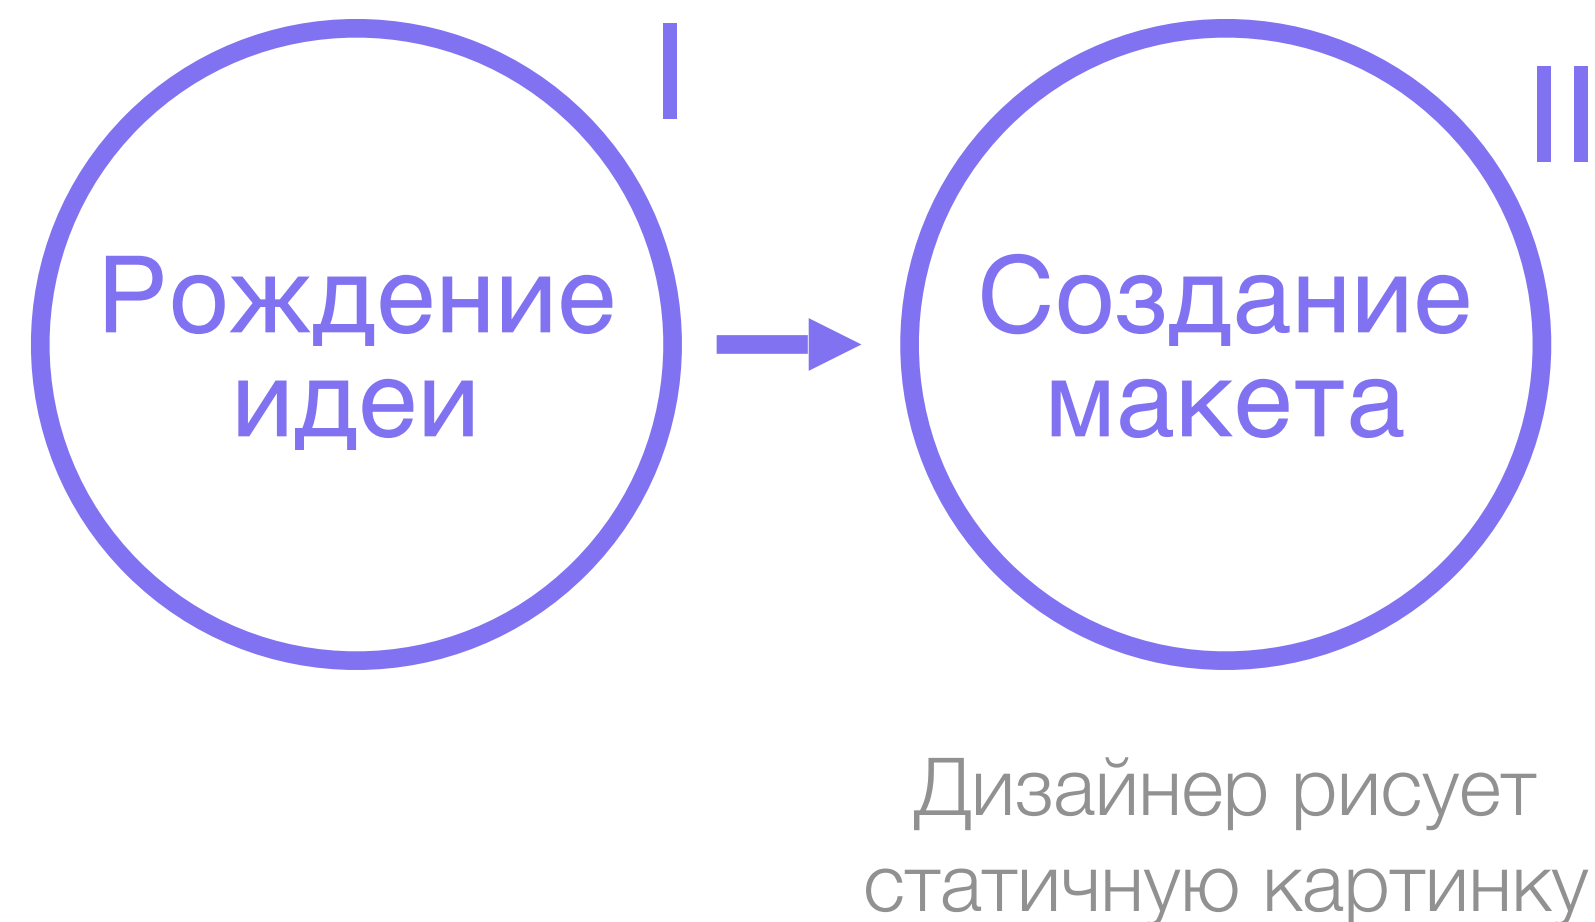 I
II
Рождение
идеи
Создание
макета
Дизайнер рисует
статичную картинку